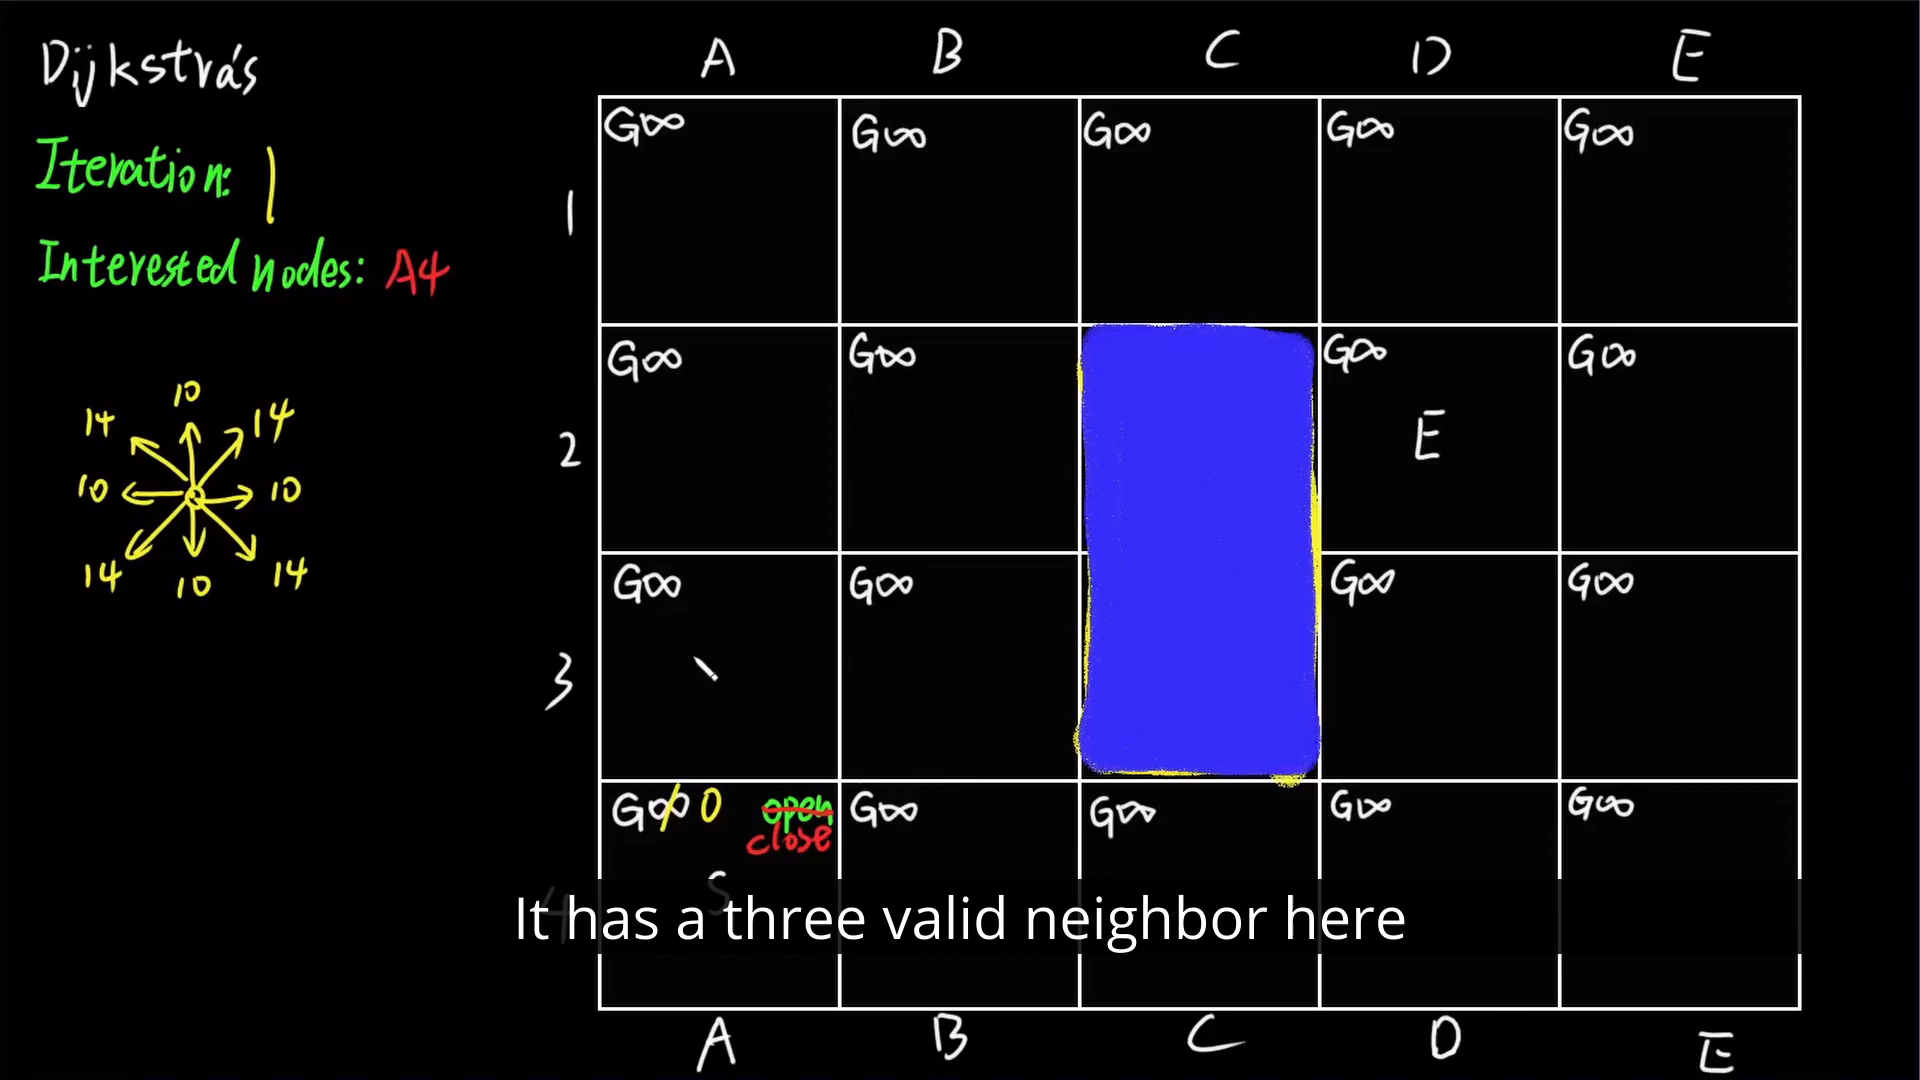 Dijkstra's
Iteration: 1
Interested nodes: A4
10
14 14
10 10
14 14
10
A B C D E
1 G∞ G∞ G∞ G∞ G∞
2 G∞ G∞ G∞ G∞
E
3 G∞ G∞ G∞ G∞
G∞ 0 open G∞ G∞ G∞ G∞
close
4 S
It has a three valid neighbor here
A B C D E